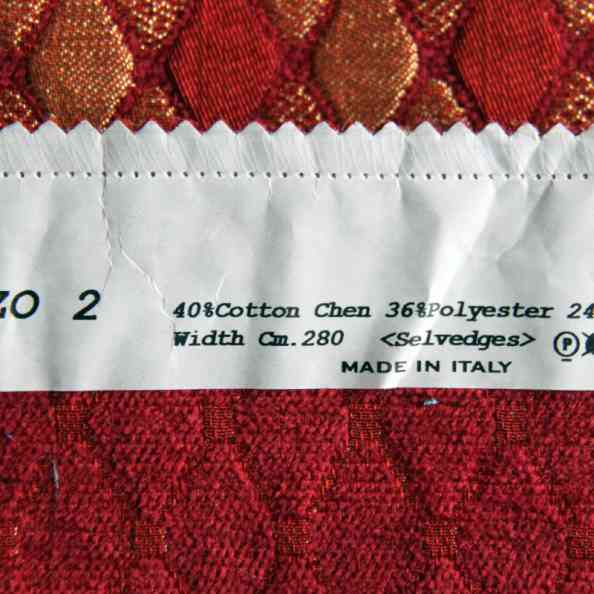 ZO 2
40%Cotton Chen 36%Polyester 24
Width Cm.280 <Selvedges> P
MADE IN ITALY